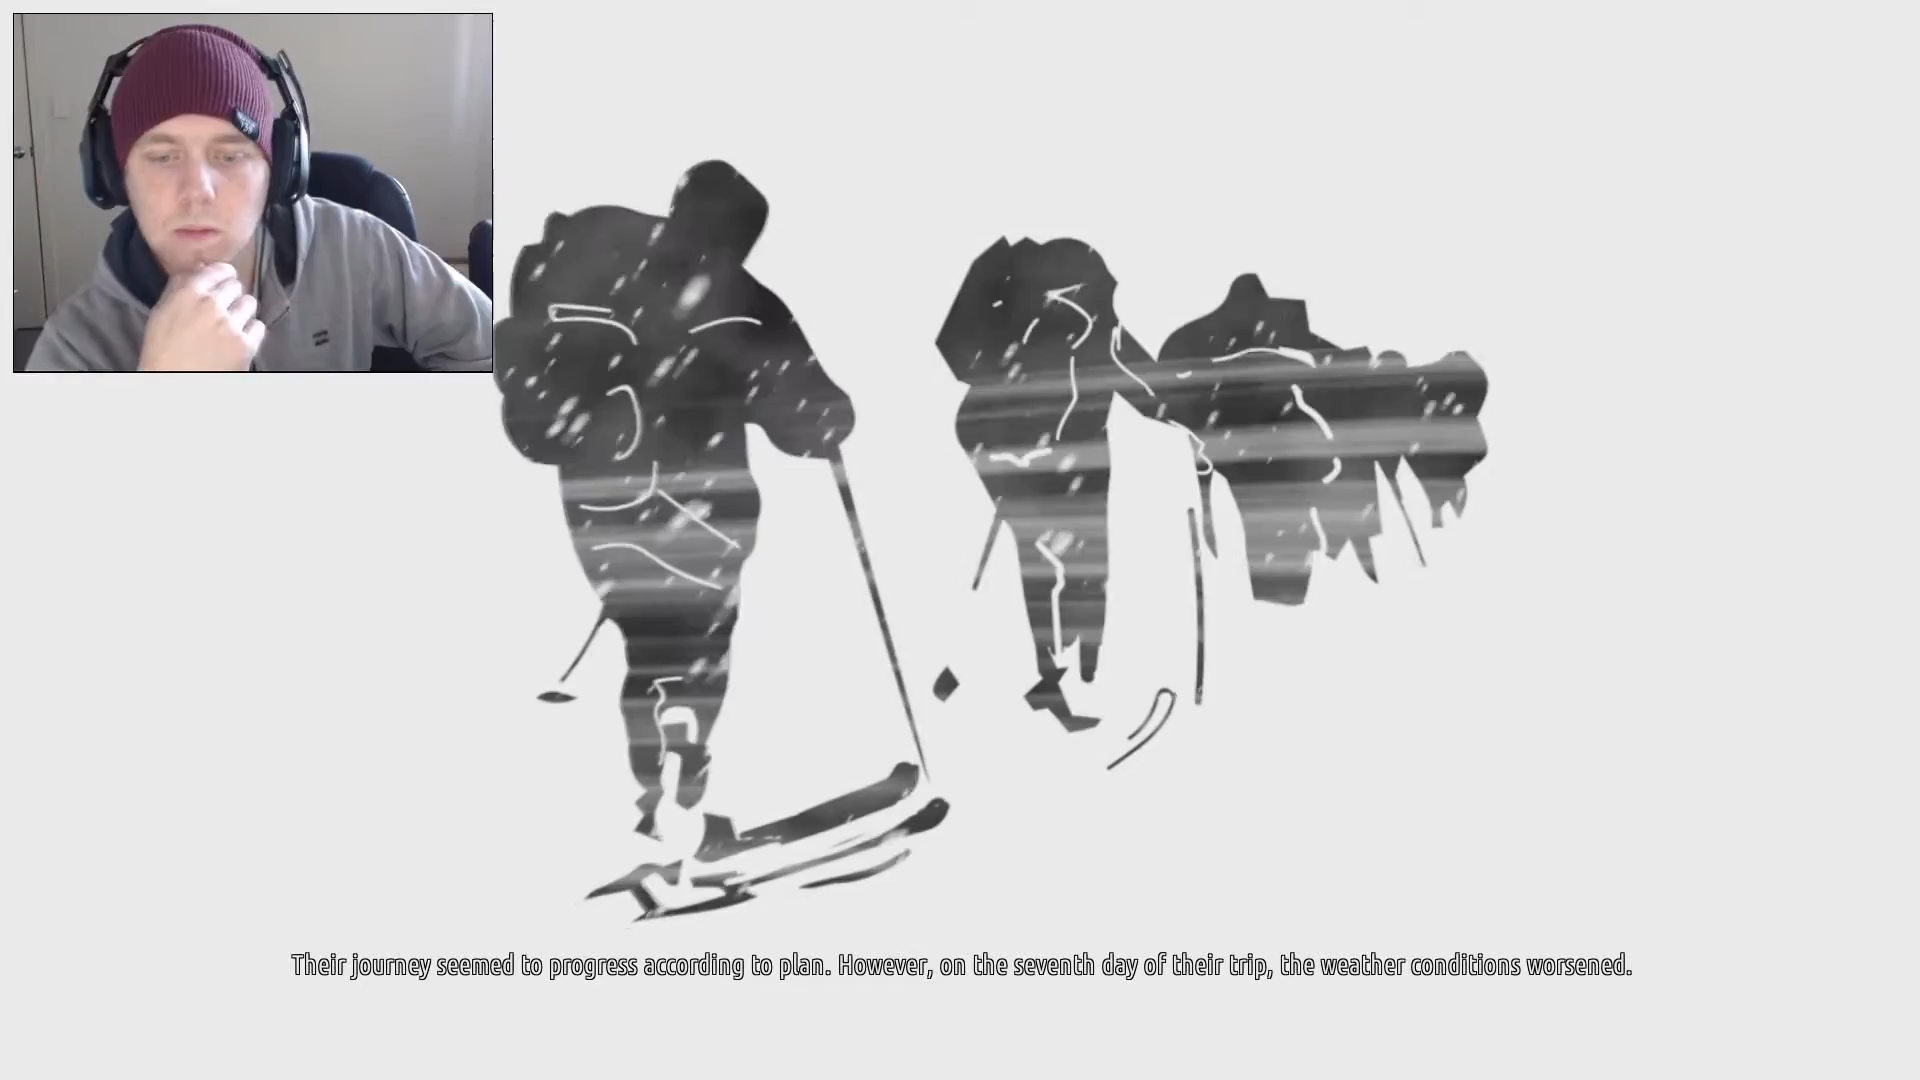 Their journey seemed to progress according to plan. However, on the seventh day of their trip, the weather conditions worsened.